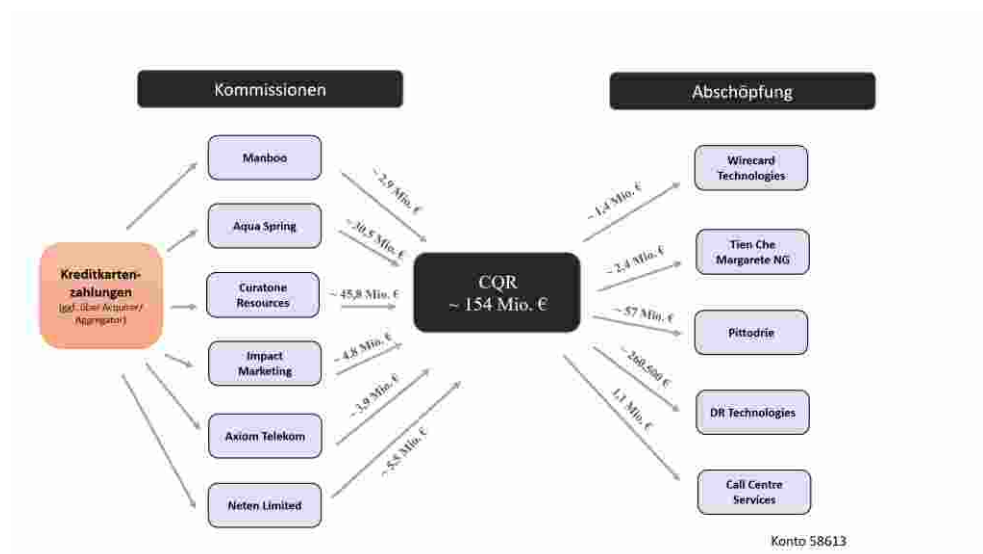 Kommissionen
Abschöpfung
Manboo
Aqua Spring
Curatone
Resources
Impact
Marketing
Axiom Telekom
Neten Limited
Kreditkarten-
zahlungen
(ggf. über Acquirer/
Aggregator)
~ 2,9 Mio. €
~ 30,5 Mio. €
~ 45,8 Mio. €
~ 4,8 Mio. €
~ 3,9 Mio. €
~ 5,5 Mio. €
CQR
~ 154 Mio. €
~ 1,4 Mio. €
~ 2,4 Mio. €
~ 57 Mio. €
~ 260.500 €
1,1 Mio. €
Wirecard
Technologies
Tien Che
Margarete NG
Pittodrie
DR Technologies
Call Centre
Services
Konto 58613